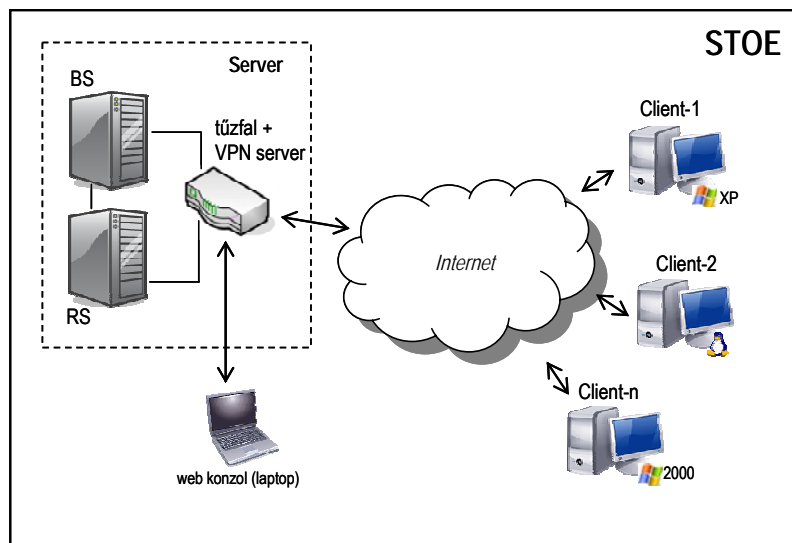 STOE
Server
BS
tűzfal +
VPN server
RS
web konzol (laptop)
Internet
Client-1
XP
Client-2
Client-n
2000